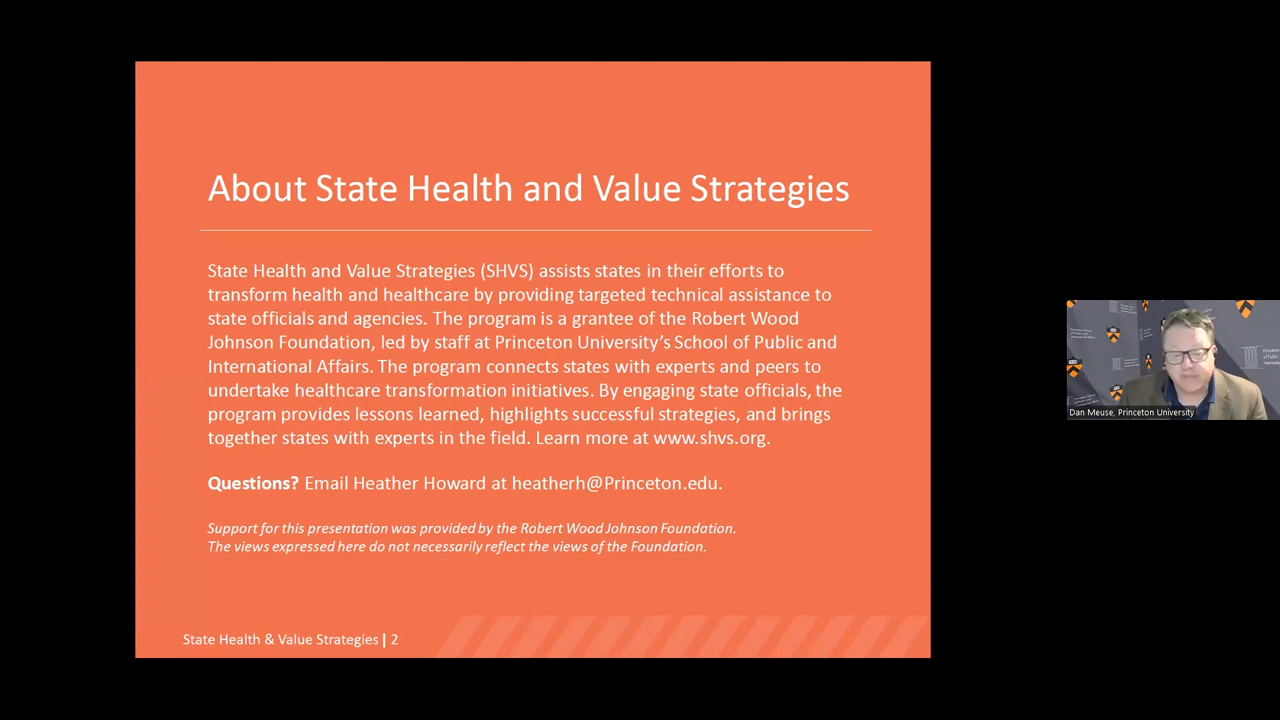 About State Health and Value Strategies
State Health and Value Strategies (SHVS) assists states in their efforts to
transform health and healthcare by providing targeted technical assistance to
state officials and agencies. The program is a grantee of the Robert Wood
Johnson Foundation, led by staff at Princeton University's School of Public and
International Affairs. The program connects states with experts and peers to
undertake healthcare transformation initiatives. By engaging state officials, the
program provides lessons learned, highlights successful strategies, and brings
together states with experts in the field. Learn more at www.shvs.org.
Questions? Email Heather Howard at heatherh@Princeton.edu.
Support for this presentation was provided by the Robert Wood Johnson Foundation.
The views expressed here do not necessarily reflect the views of the Foundation.
State Health & Value Strategies | 2
Dan Meuse, Princeton University